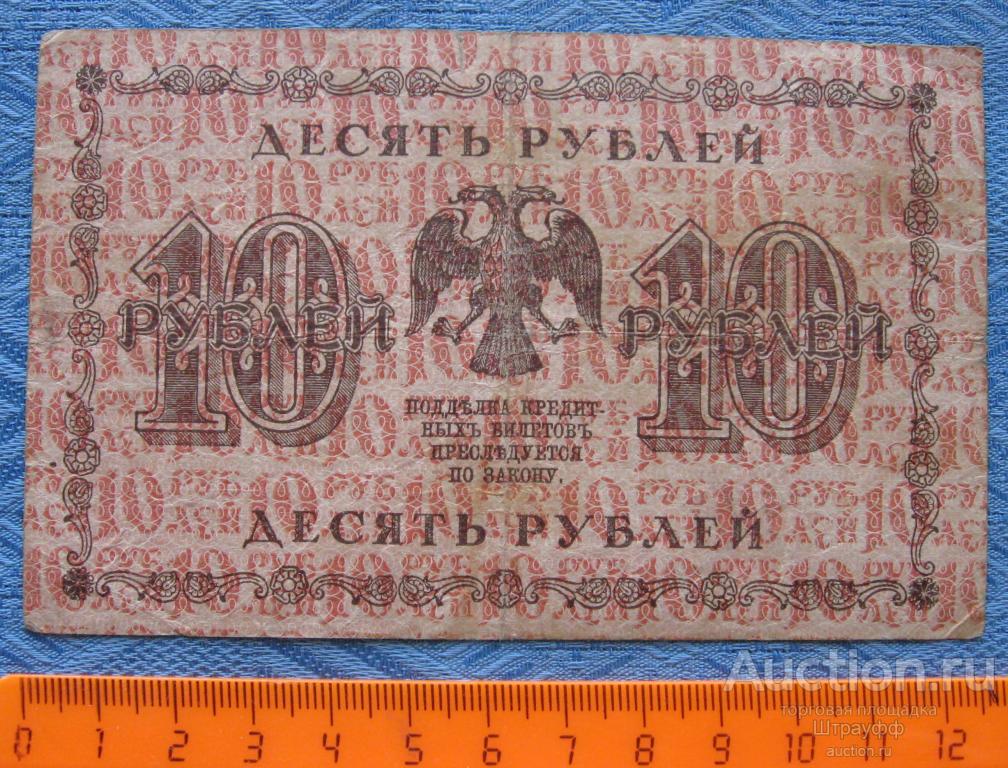 ДЕСЯТЬ РУБЛЕЙ
10 РУБЛЕЙ
10 РУБЛЕЙ
ПОДДѢЛКА КРЕДИТ-
НЫХЪ БИЛЕТОВЪ
ПРЕСЛѢДУЕТСЯ
ПО ЗАКОНУ.
ДЕСЯТЬ РУБЛЕЙ
Auction.ru
торговая площадка
Штрауфф
auction.ru
0 1 2 3 4 5 6 7 8 9 10 11 12